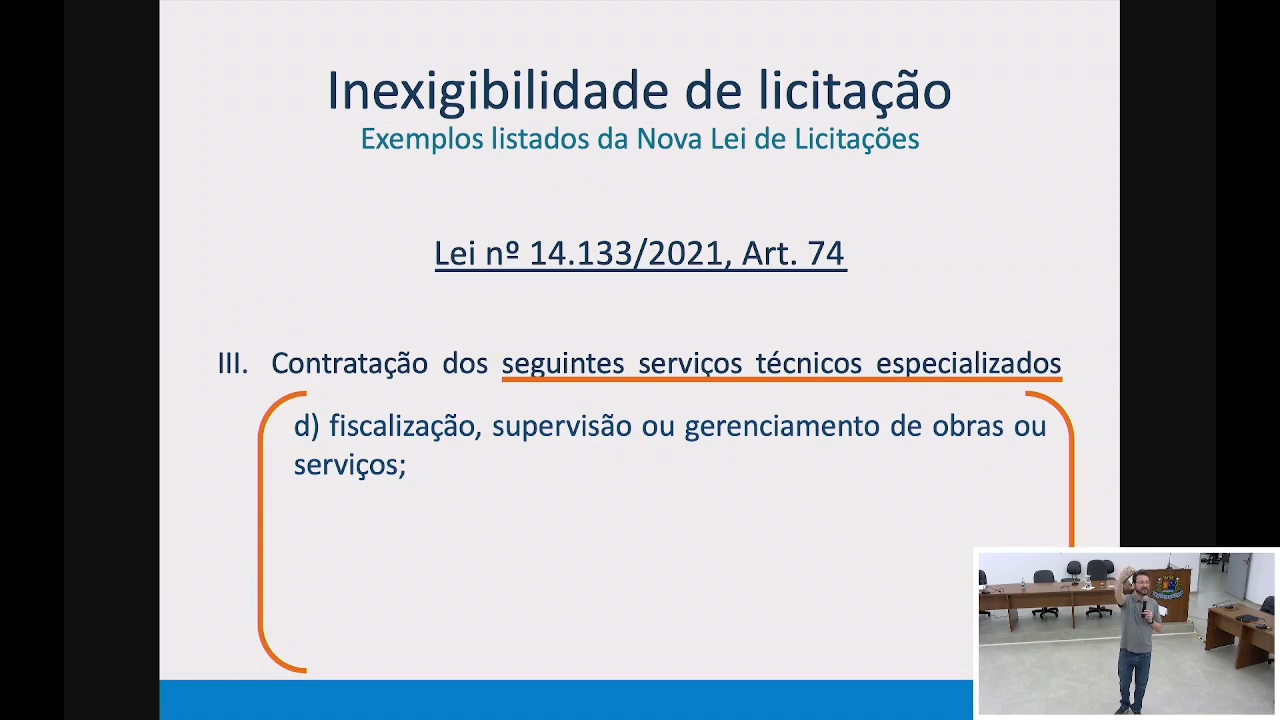 Inexigibilidade de licitação
Exemplos listados da Nova Lei de Licitações
Lei nº 14.133/2021, Art. 74
III. Contratação dos seguintes serviços técnicos especializados
d) fiscalização, supervisão ou gerenciamento de obras ou
serviços;